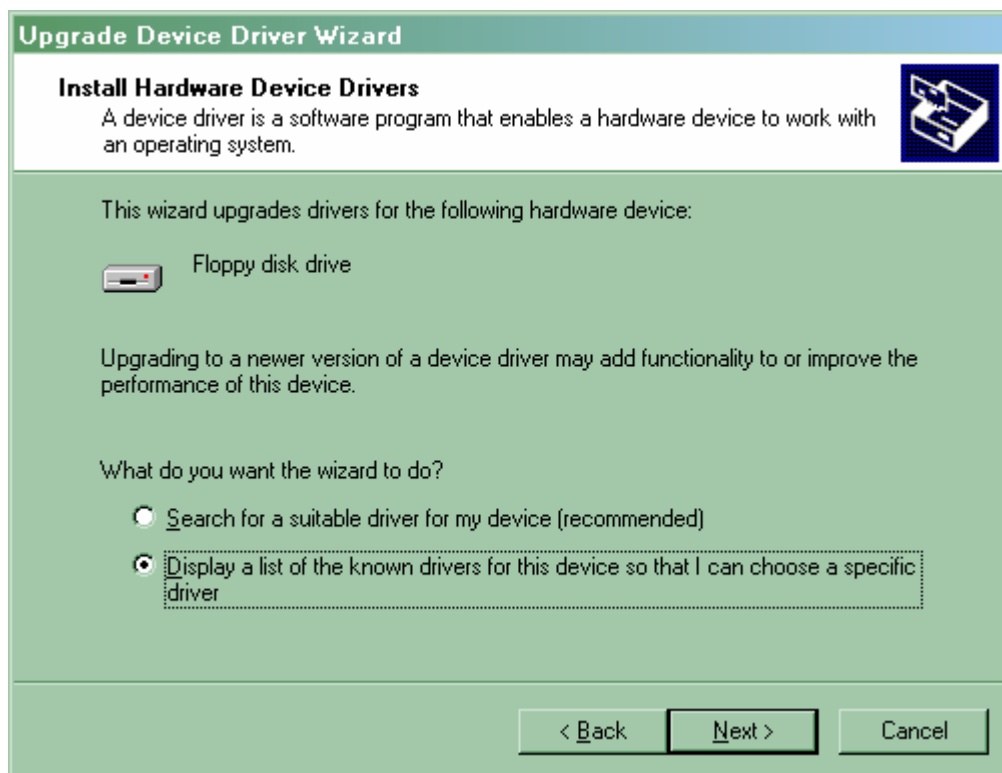 Upgrade Device Driver Wizard
Install Hardware Device Drivers
A device driver is a software program that enables a hardware device to work with
an operating system.
This wizard upgrades drivers for the following hardware device:
Floppy disk drive
Upgrading to a newer version of a device driver may add functionality to or improve the
performance of this device.
What do you want the wizard to do?
Search for a suitable driver for my device (recommended)
Display a list of the known drivers for this device so that I can choose a specific
driver
< Back Next > Cancel